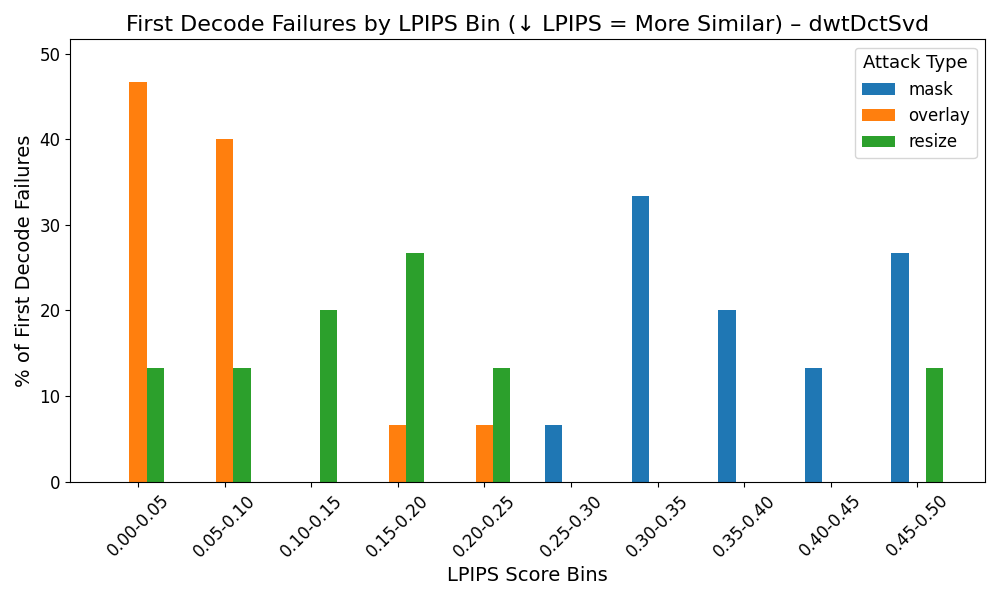 First Decode Failures by LPIPS Bin (↓ LPIPS = More Similar) – dwtDctSvd
Attack Type
mask
overlay
resize
% of First Decode Failures
50
40
30
20
10
0
0.00-0.05
0.05-0.10
0.10-0.15
0.15-0.20
0.20-0.25
0.25-0.30
0.30-0.35
0.35-0.40
0.40-0.45
0.45-0.50
LPIPS Score Bins